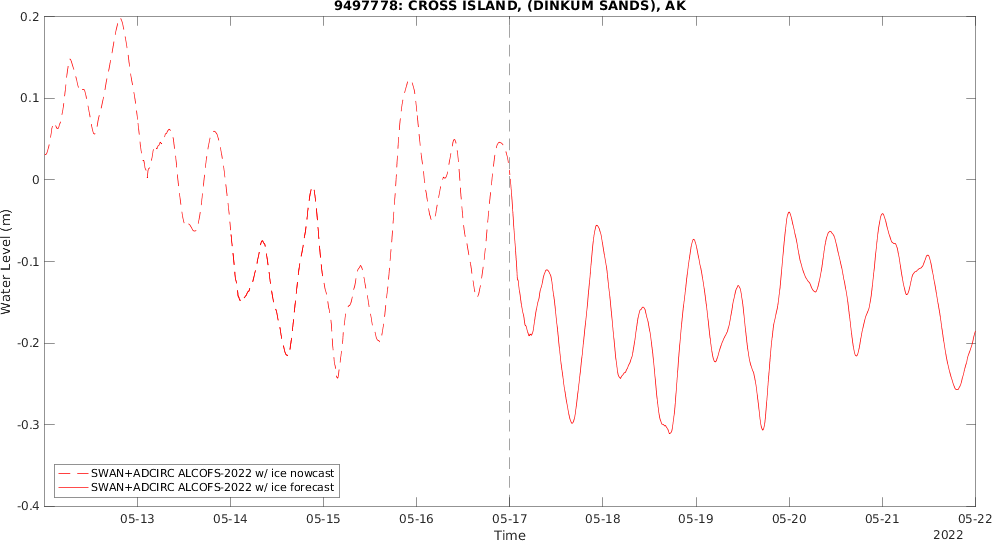 9497778: CROSS ISLAND, (DINKUM SANDS), AK
Water Level (m)
0.2
0.1
0
-0.1
-0.2
-0.3
-0.4
SWAN+ADCIRC ALCOFS-2022 w/ ice nowcast
SWAN+ADCIRC ALCOFS-2022 w/ ice forecast
05-13 05-14 05-15 05-16 05-17 05-18 05-19 05-20 05-21 05-22
Time
2022